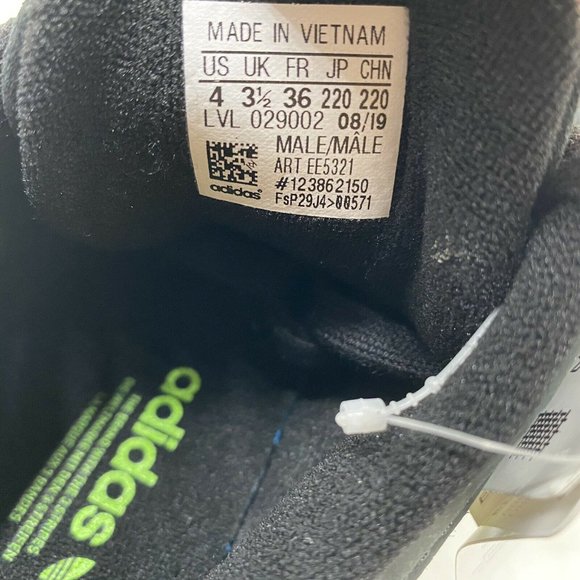 MADE IN VIETNAM
US UK FR JP CHN
4 3½ 36 220 220
LVL 029002 08/19
MALE/MÂLE
ART EE5321
#123862150
adidas® FsP29J4>00571
adidas